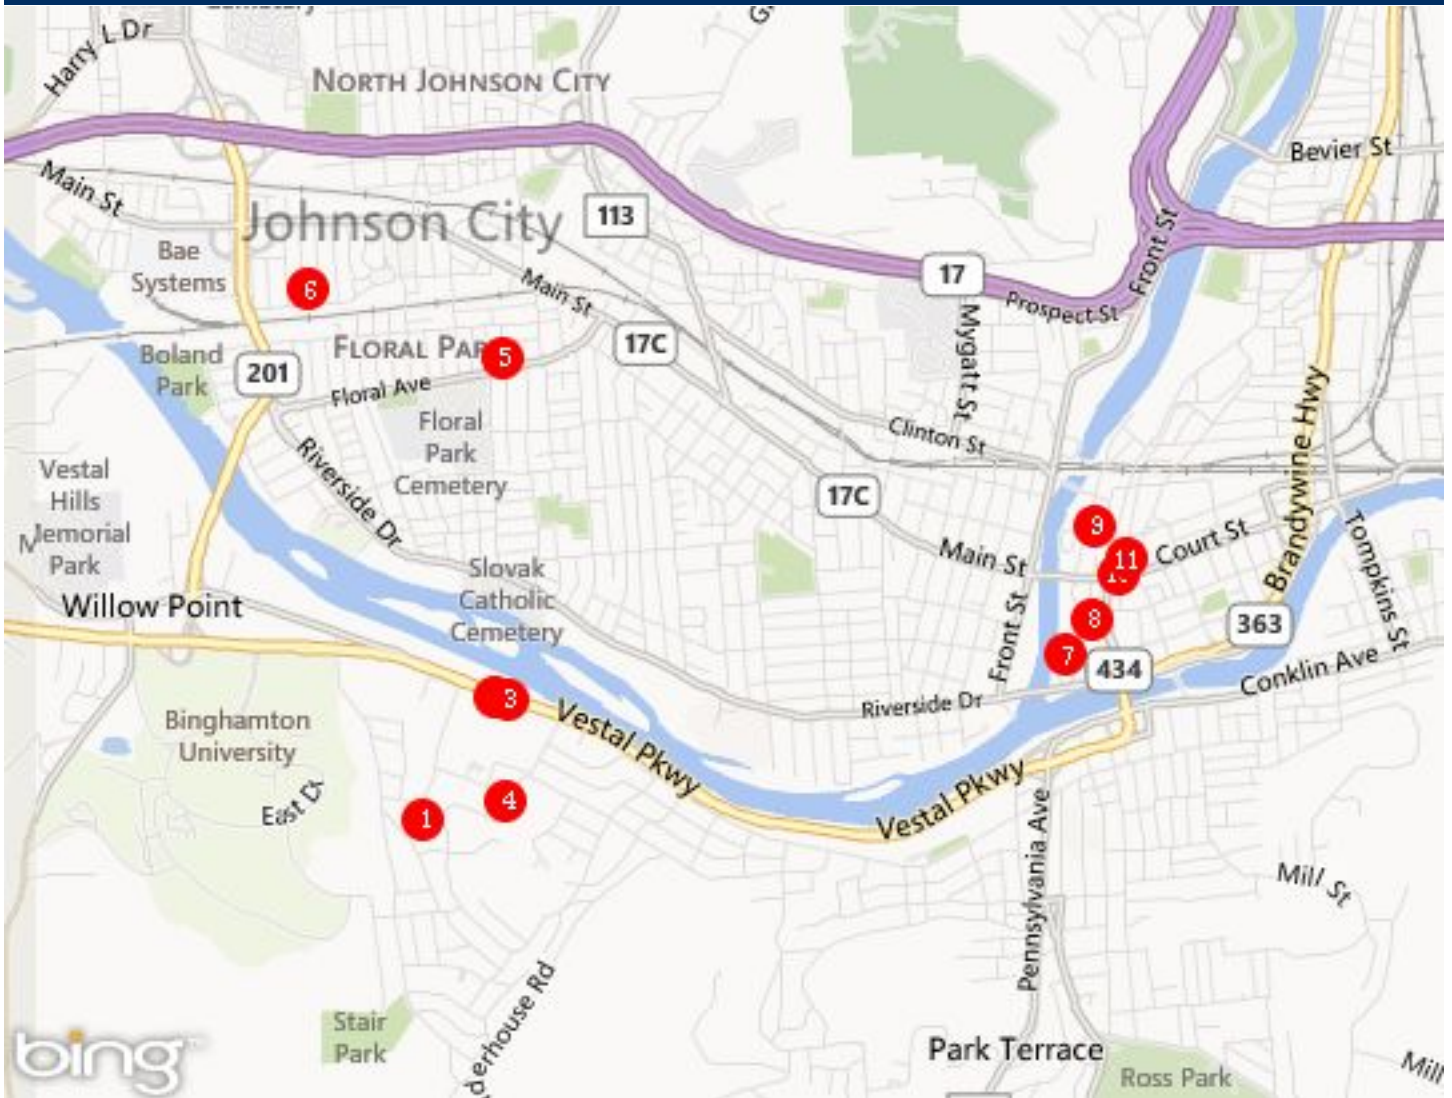 Harry L Dr
NORTH JOHNSON CITY
Bevier St
Main St
Johnson City
113
Front St
Bae
Systems
17
6
Main St
Prospect St
Mygatt St
Boland
Park
201
FLORAL
5
17C
Floral Ave
Floral
Park
Cemetery
Clinton St
Brandywine Hwy
Vestal
Hills
Memorial
Park
Riverside Dr
17C
9
11
Court St
Tompkins St
Main St
Slovak
Catholic
Cemetery
Willow Point
8
363
Front St
7
434
Conklin Ave
3
Vestal Pkwy
Riverside Dr
Binghamton
University
East Dr
4
1
Vestal Pkwy
Pennsylvania Ave
Mill St
derhouse Rd
Stair
Park
bing
Park Terrace
Ross Park
Mill